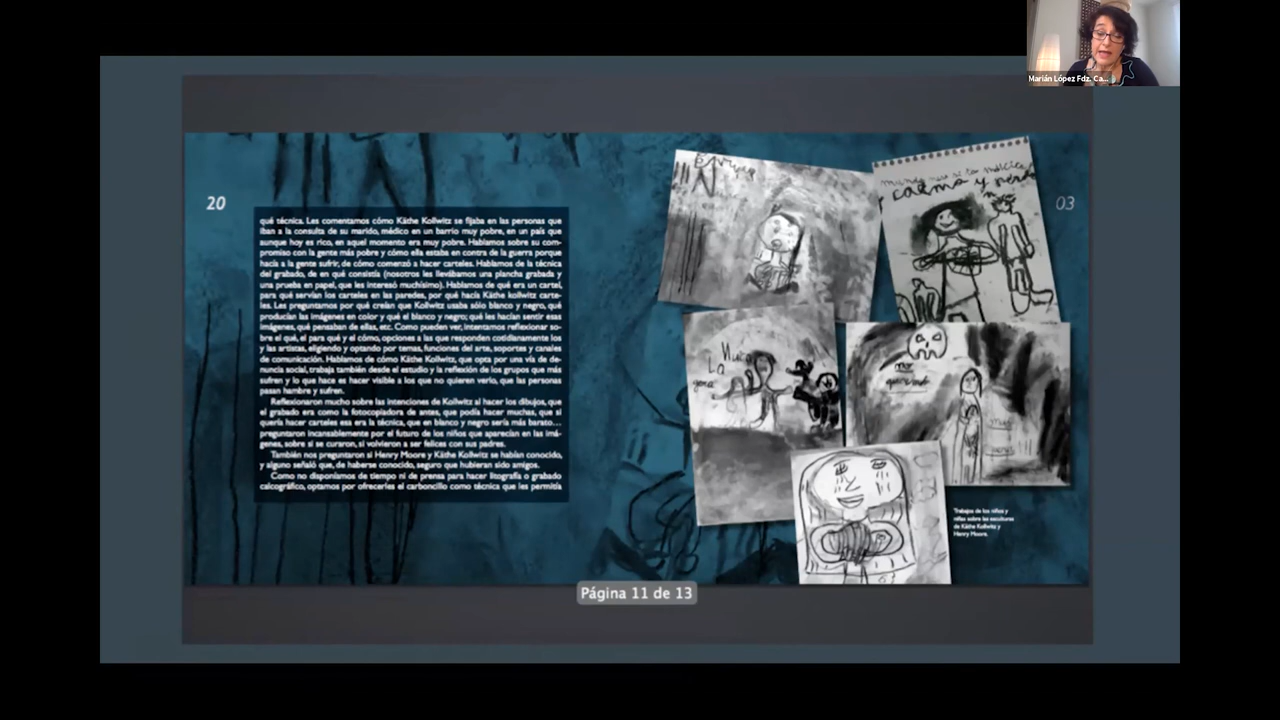 Marián López Fdz. Ca...
20
qué técnica. Les comentamos cómo Käthe Kollwitz se fijaba en las personas que
iban a la consulta de su marido, médico en un barrio muy pobre, en un país que
aunque hoy es rico, en aquel momento era muy pobre. Hablamos sobre su com-
promiso con la gente más pobre y cómo ella estaba en contra de la guerra porque
hacía a la gente sufrir, de cómo comenzó a hacer carteles. Hablamos de la técnica
del grabado, de en qué consistía (nosotros les llevábamos una plancha grabada y
una prueba en papel, que les interesó muchísimo). Hablamos de qué era un cartel,
para qué servían los carteles en las paredes, por qué hacía Käthe kollwitz carte-
les. Les preguntamos por qué creían que Kollwitz usaba sólo blanco y negro, qué
producían las imágenes en color y qué el blanco y negro; qué les hacían sentir esas
imágenes, qué pensaban de ellas, etc. Como pueden ver, intentamos reflexionar so-
bre el qué, el para qué y el cómo, opciones a las que responden cotidianamente los
y las artistas, eligiendo y optando por temas, funciones del arte, soportes y canales
de comunicación. Hablamos de cómo Käthe Kollwitz, que opta por una vía de de-
nuncia social, trabaja también desde el estudio y la reflexión de los grupos que más
sufren y lo que hace es hacer visible a los que no quieren verlo, que las personas
pasan hambre y sufren.
Reflexionaron mucho sobre las intenciones de Kollwitz al hacer los dibujos, que
el grabado era como la fotocopiadora de antes, que podía hacer muchas, que si
quería hacer carteles esa era la técnica, que en blanco y negro sería más barato...
preguntaron incansablemente por el futuro de los niños que aparecían en las imá-
genes, sobre si se curaron, si volvieron a ser felices con sus padres.
También nos preguntaron si Henry Moore y Käthe Kollwitz se habían conocido,
y alguno señaló que, de haberse conocido, seguro que hubieran sido amigos.
Como no disponíamos de tiempo ni de prensa para hacer litografía o grabado
calcográfico, optamos por ofrecerles el carboncillo como técnica que les permitía
03
calma y
Nuca
La
Trabajos de los niños y
niñas sobre las esculturas
de Käthe Kollwitz y
Henry Moore.
Página 11 de 13